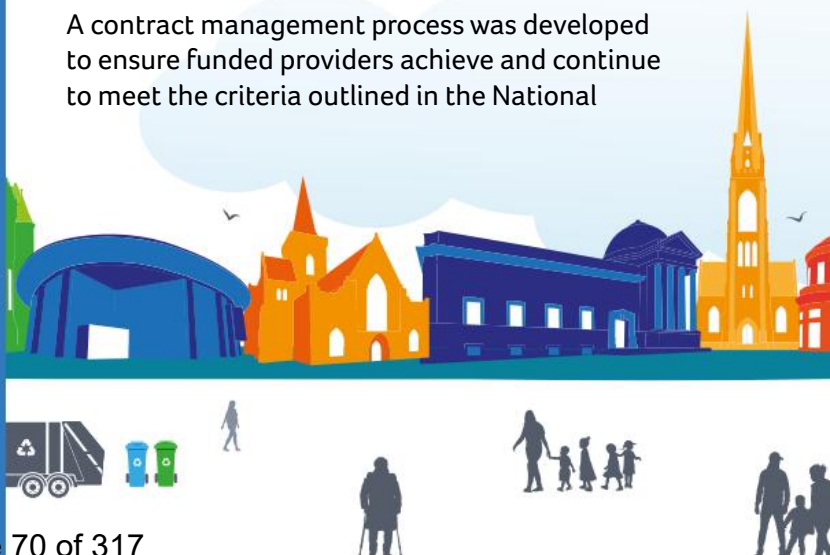 A contract management process was developed
to ensure funded providers achieve and continue
to meet the criteria outlined in the National
70 of 317